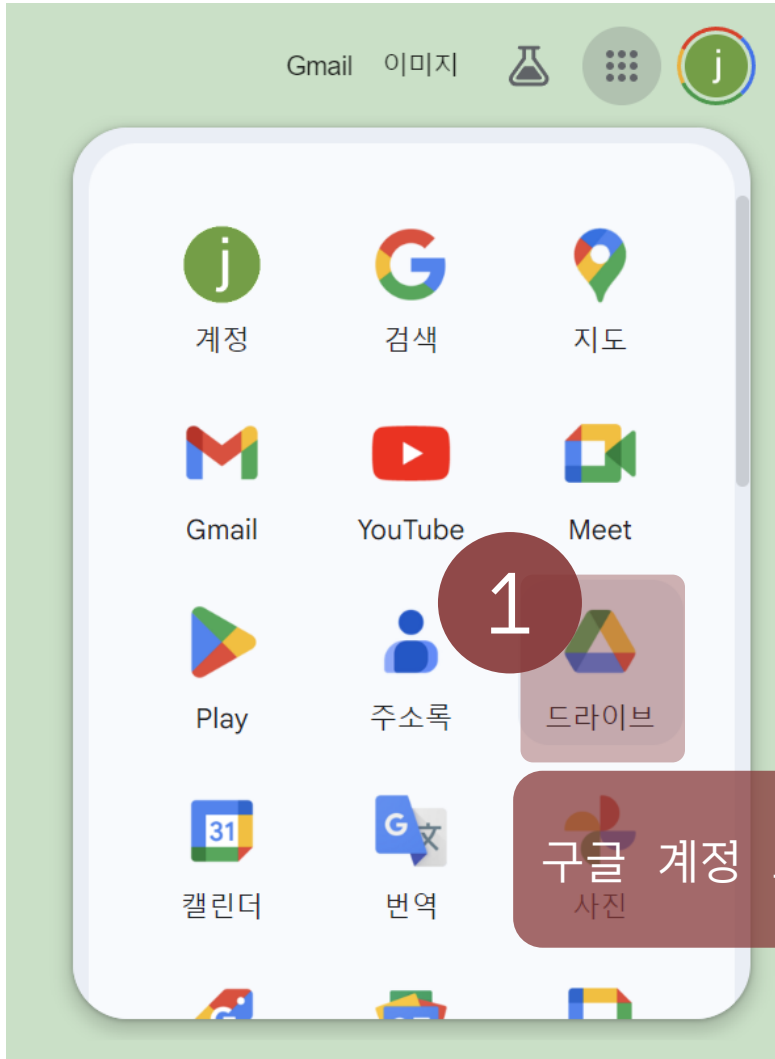 Gmail 이미지 j
j
계정 검색 지도
Gmail YouTube Meet
1
Play 주소록 드라이브
31
캘린더 번역 사진
구글 계정